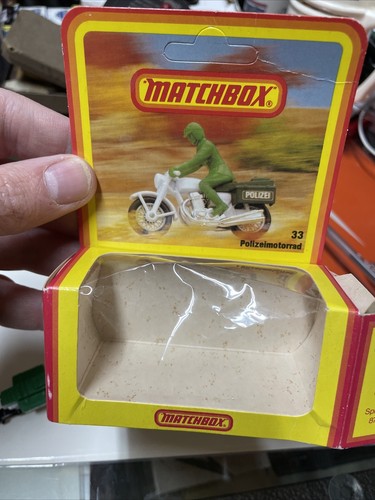 MATCHBOX®
POLIZEI
33
Polizeimotorrad
MATCHBOX